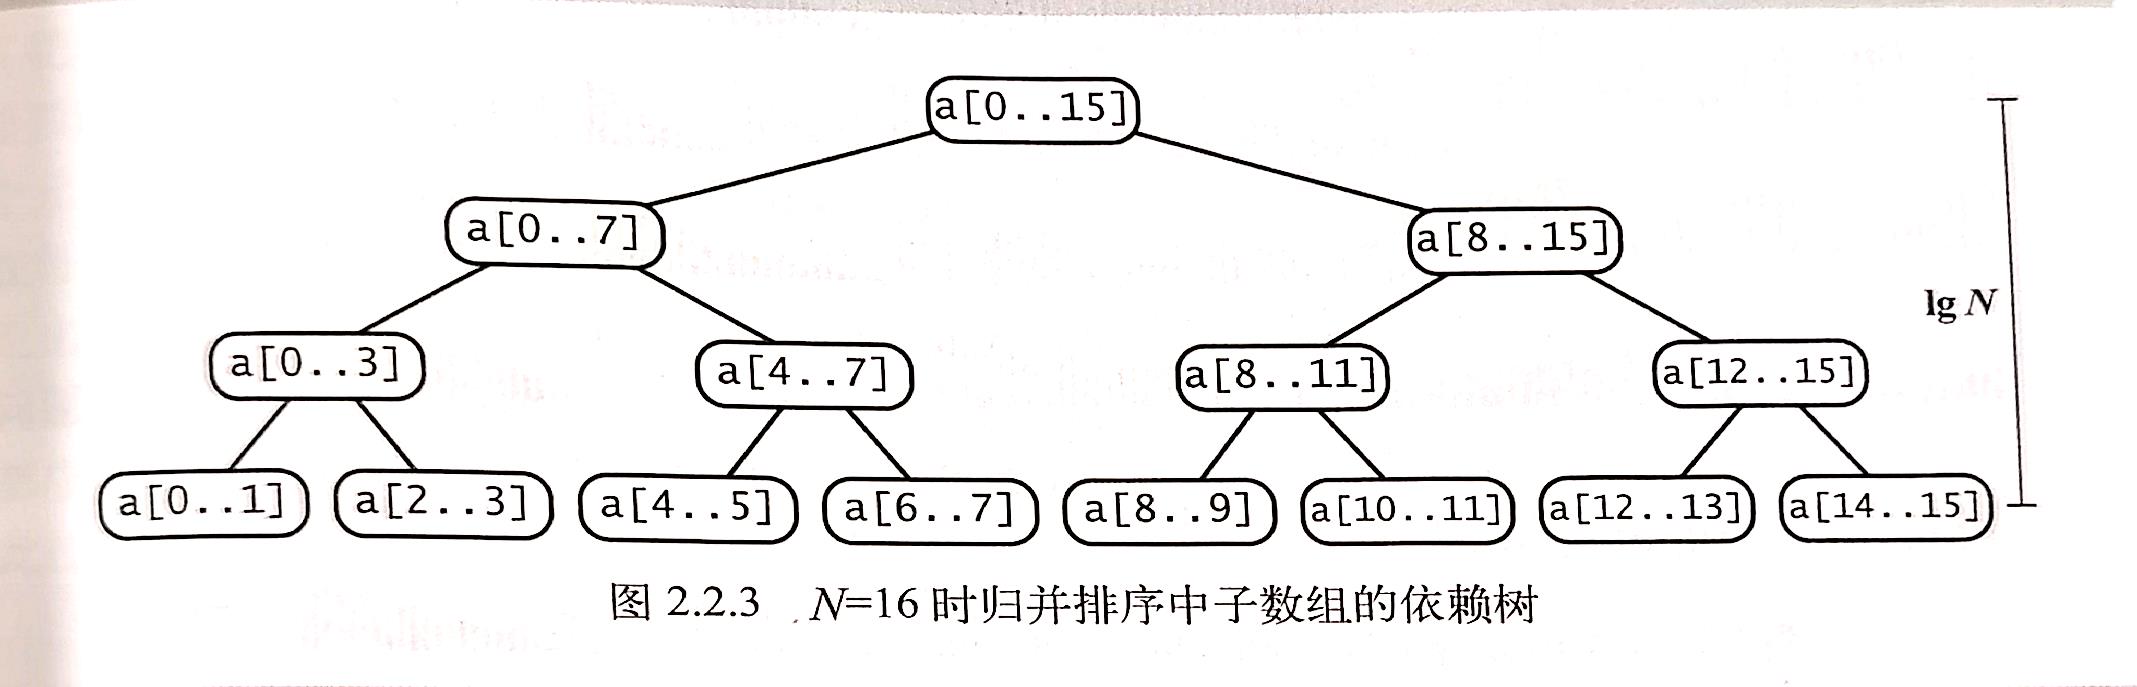 a[0..15]
a[0..7] a[8..15]
lg N
a[0..3] a[4..7] a[8..11] a[12..15]
a[0..1] a[2..3] a[4..5] a[6..7] a[8..9] a[10..11] a[12..13] a[14..15]
图 2.2.3 N=16 时归并排序中子数组的依赖树